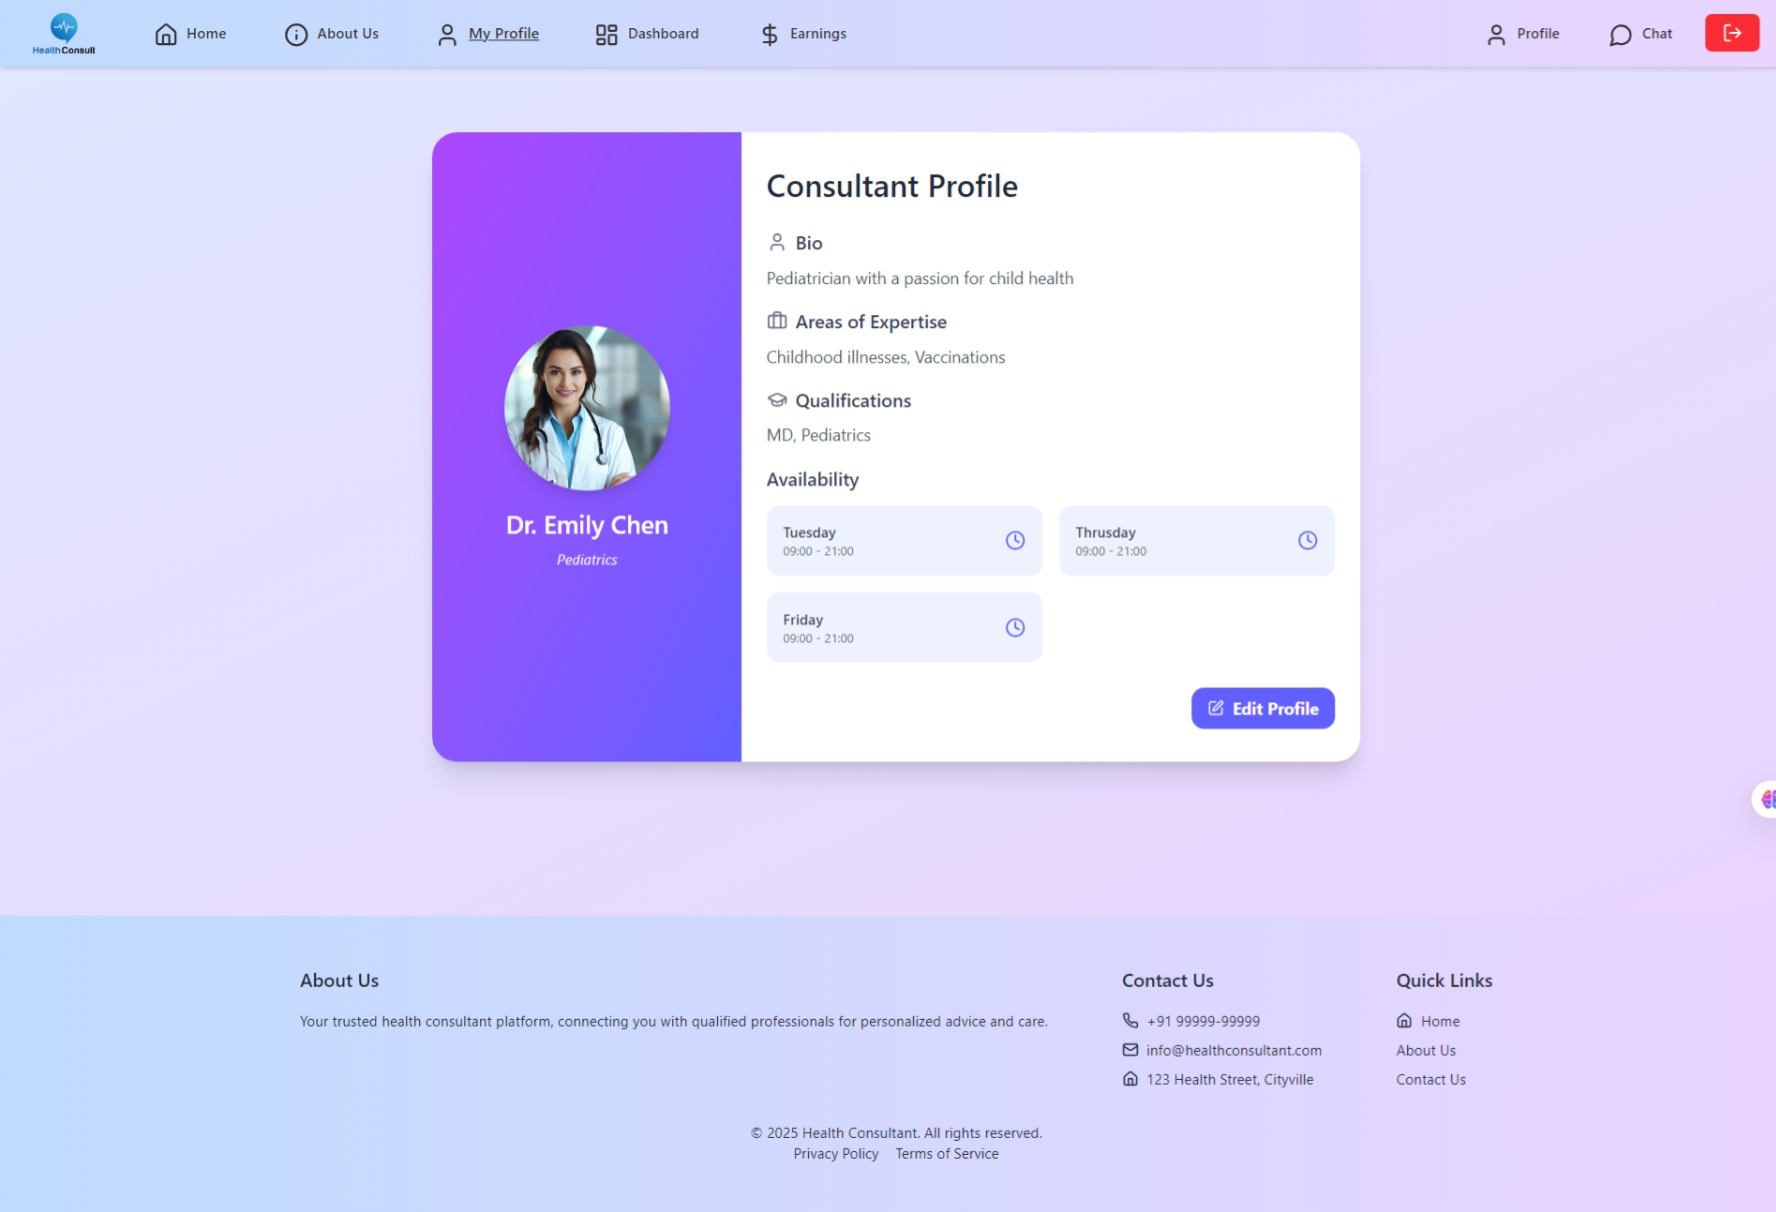 HealthConsult
Home
About Us
My Profile
Dashboard
Earnings
Profile
Chat
Dr. Emily Chen
Pediatrics
Consultant Profile
Bio
Pediatrician with a passion for child health
Areas of Expertise
Childhood illnesses, Vaccinations
Qualifications
MD, Pediatrics
Availability
Tuesday
09:00 - 21:00
Thrusday
09:00 - 21:00
Friday
09:00 - 21:00
Edit Profile
About Us
Your trusted health consultant platform, connecting you with qualified professionals for personalized advice and care.
Contact Us
+91 99999-99999
info@healthconsultant.com
123 Health Street, Cityville
Quick Links
Home
About Us
Contact Us
© 2025 Health Consultant. All rights reserved.
Privacy Policy Terms of Service